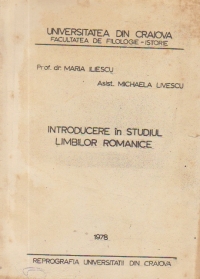 UNIVERSITATEA DIN CRAIOVA
FACULTATEA DE FILOLOGIE-ISTORIE
Prof. dr. MARIA ILIESCU
Asist. MICHAELA LIVESCU
INTRODUCERE în STUDIUL
LIMBILOR ROMANICE
1978
REPROGRAFIA UNIVERSITATII DIN CRAIOVA